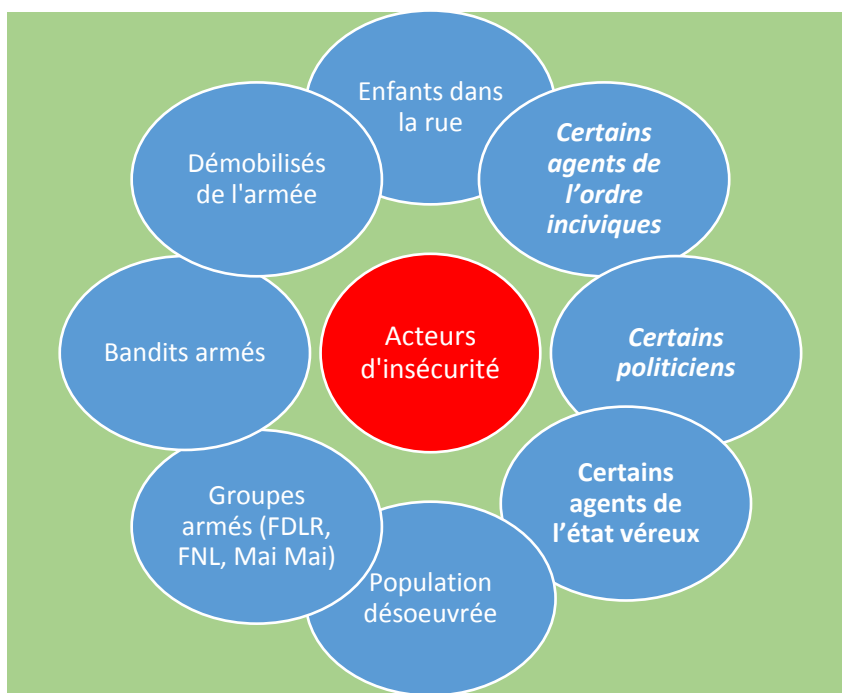 Enfants dans
la rue
Certains
agents de
l’ordre
inciviques
Certains
politiciens
Certains
agents de
l’état véreux
Population
désoeuvrée
Groupes
armés (FDLR,
FNL, Mai Mai)
Bandits armés
Démobilisés
de l'armée
Acteurs
d'insécurité